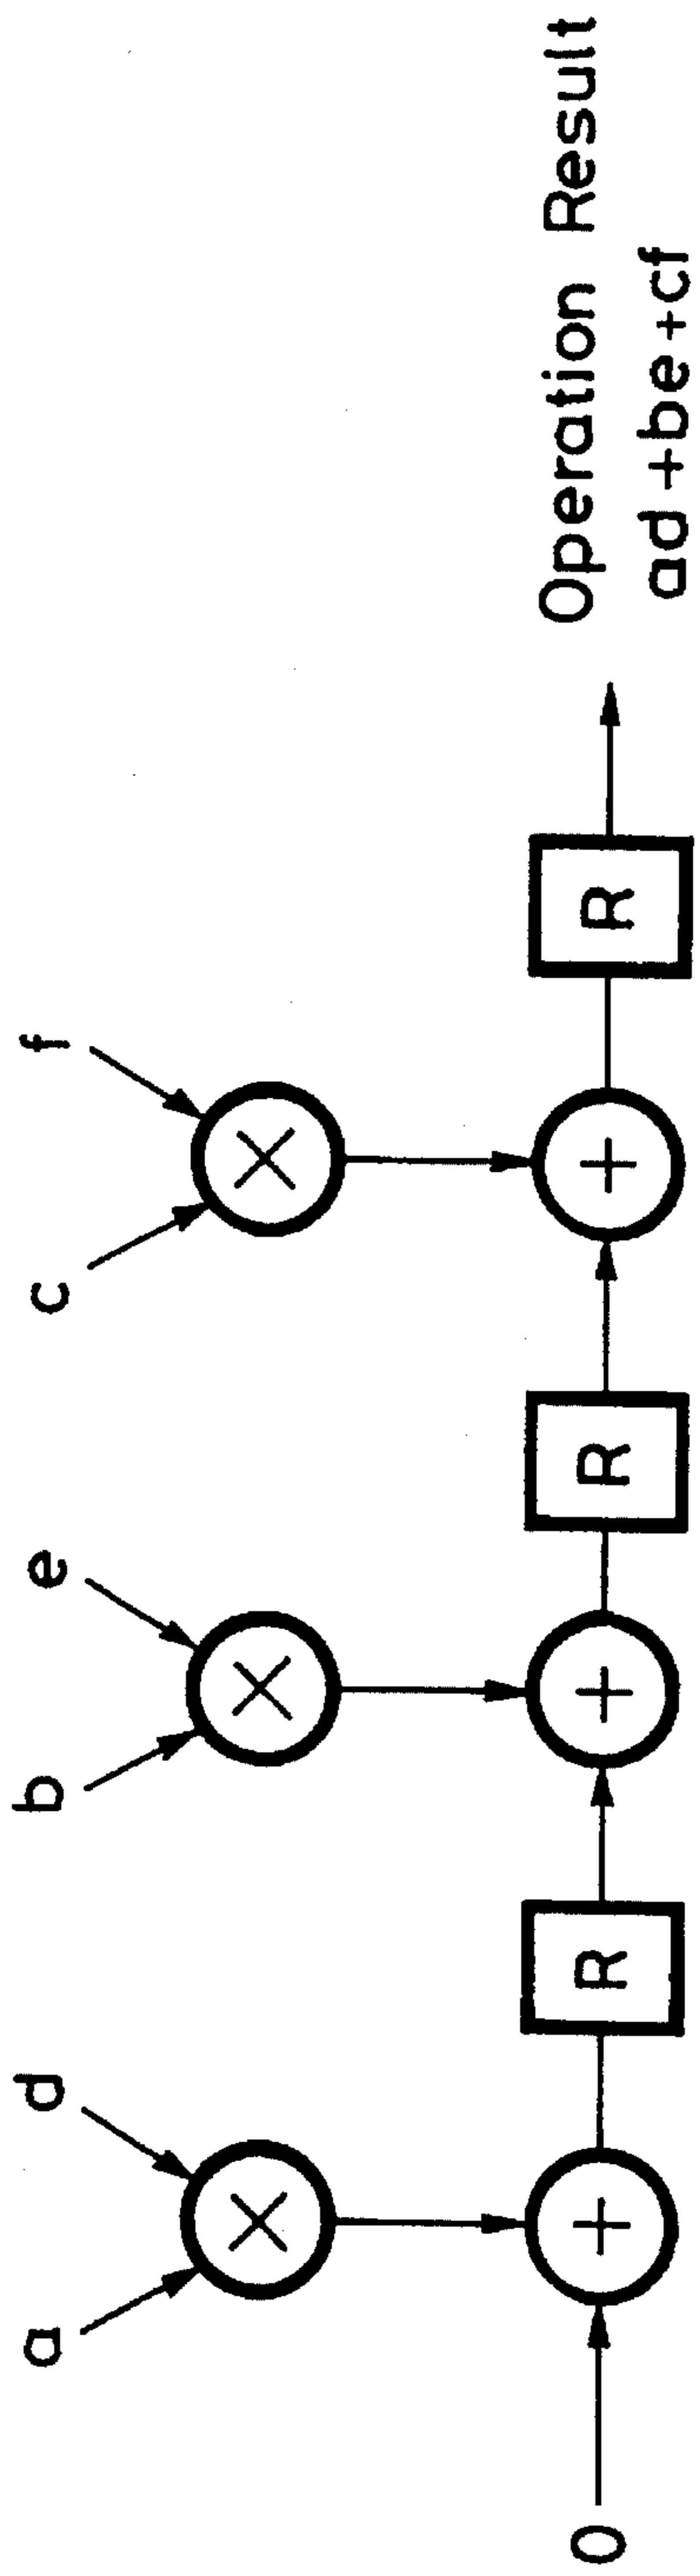 a d b e c f
× × ×
0 + R + R + R Operation Result
ad + be + cf